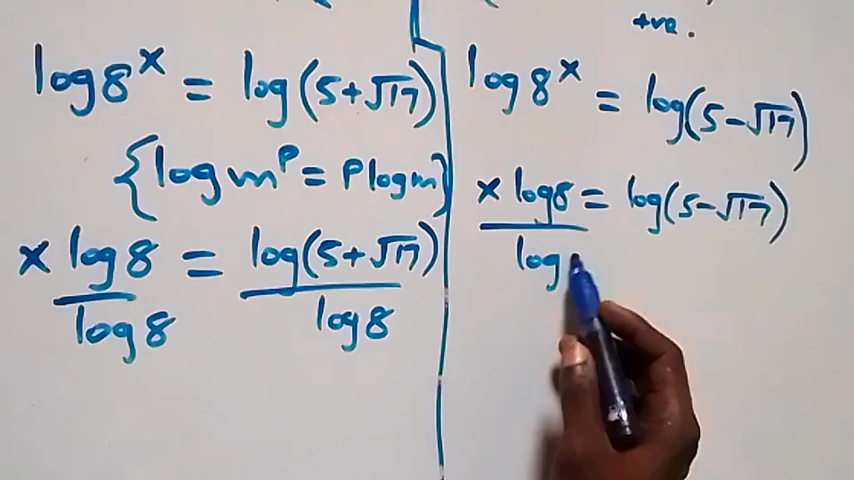 +ve.
log 8^x = log(5+√17)
{log m^P = P log m}
x log 8 / log 8 = log(5+√17) / log 8
log 8^x = log(5-√17)
x log 8 / log = log(5-√17)